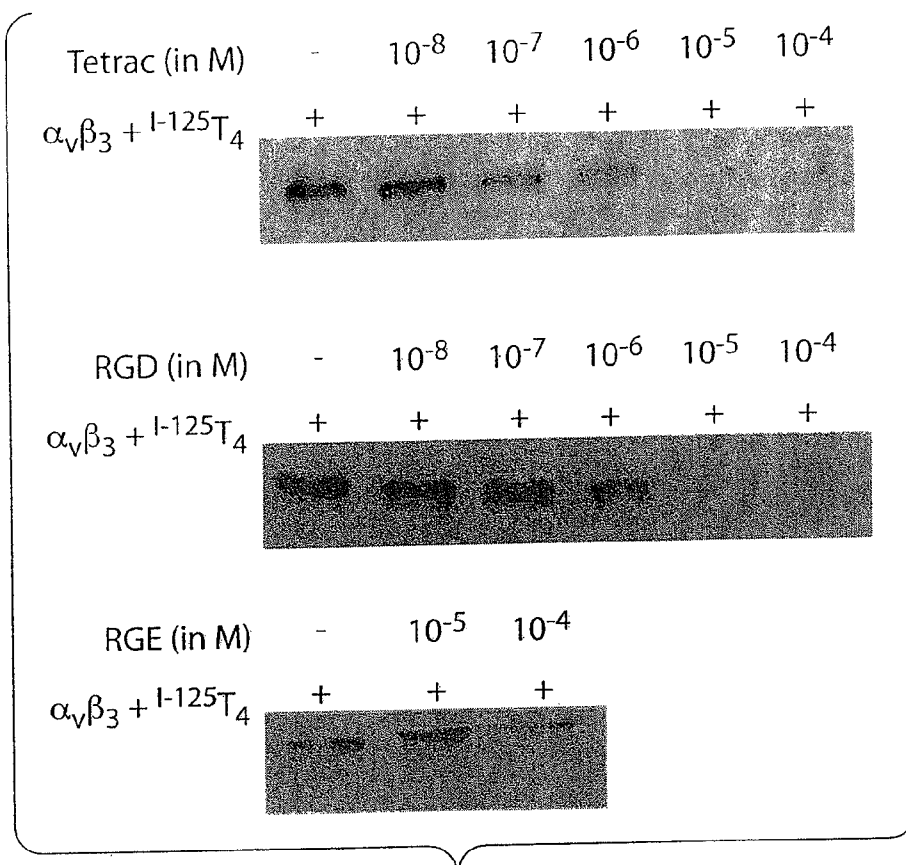 Tetrac (in M) - 10⁻⁸ 10⁻⁷ 10⁻⁶ 10⁻⁵ 10⁻⁴
αᵥβ₃ + ᴵ⁻¹²⁵T₄ + + + + + +
RGD (in M) - 10⁻⁸ 10⁻⁷ 10⁻⁶ 10⁻⁵ 10⁻⁴
αᵥβ₃ + ᴵ⁻¹²⁵T₄ + + + + + +
RGE (in M) - 10⁻⁵ 10⁻⁴
αᵥβ₃ + ᴵ⁻¹²⁵T₄ + + +